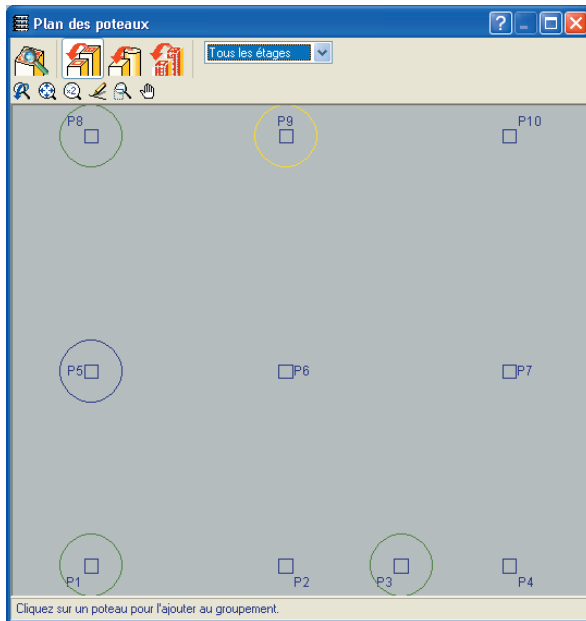 Plan des poteaux
Tous les étages
x2
P8 P9 P10
P5 P6 P7
P1 P2 P3 P4
Cliquez sur un poteau pour l'ajouter au groupement.